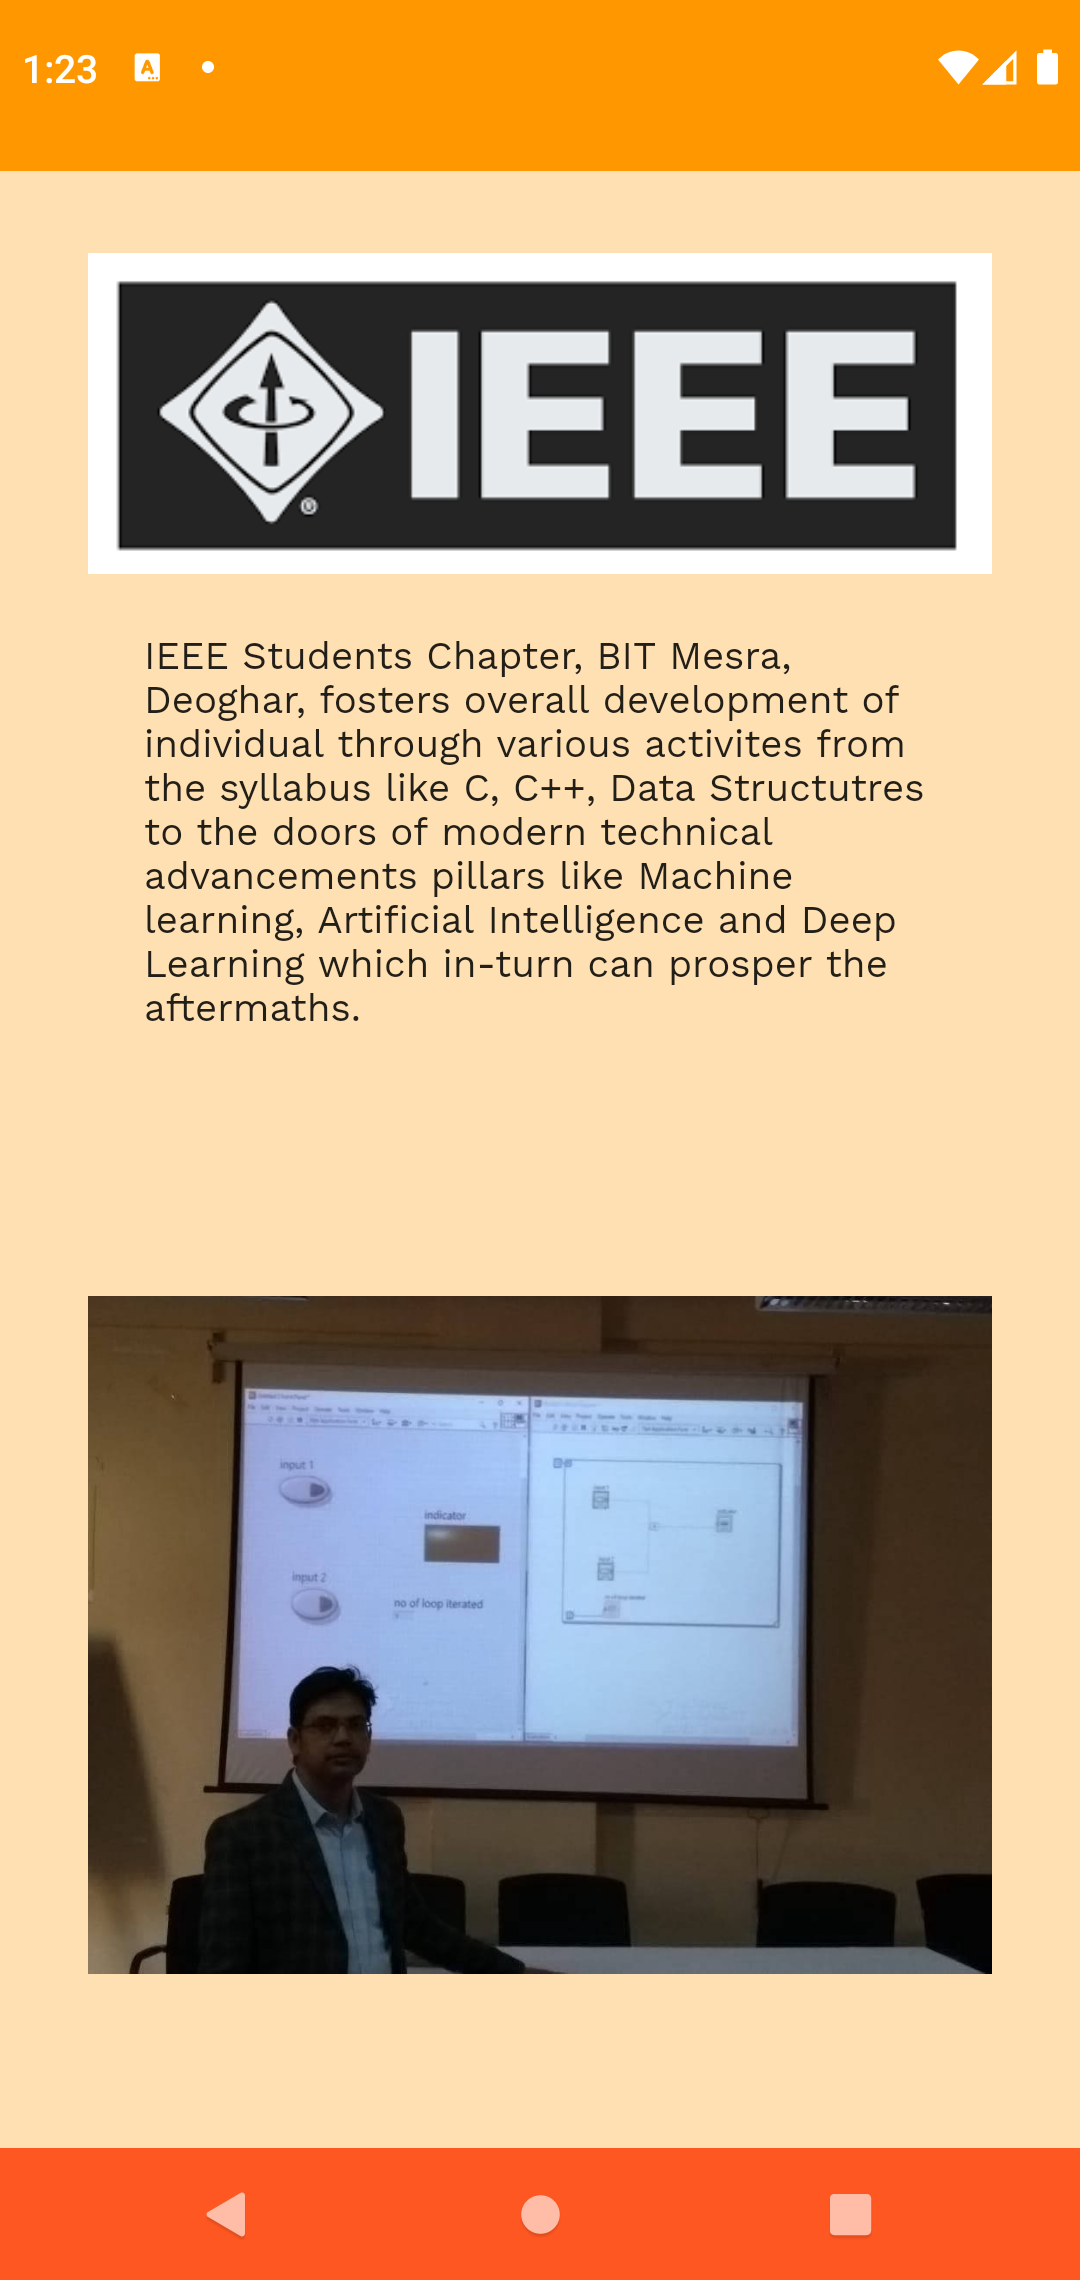 1:23
A
IEEE
®
IEEE Students Chapter, BIT Mesra,
Deoghar, fosters overall development of
individual through various activites from
the syllabus like C, C++, Data Structutres
to the doors of modern technical
advancements pillars like Machine
learning, Artificial Intelligence and Deep
Learning which in-turn can prosper the
aftermaths.
input 1
indicator
input 2
no of loop iterated